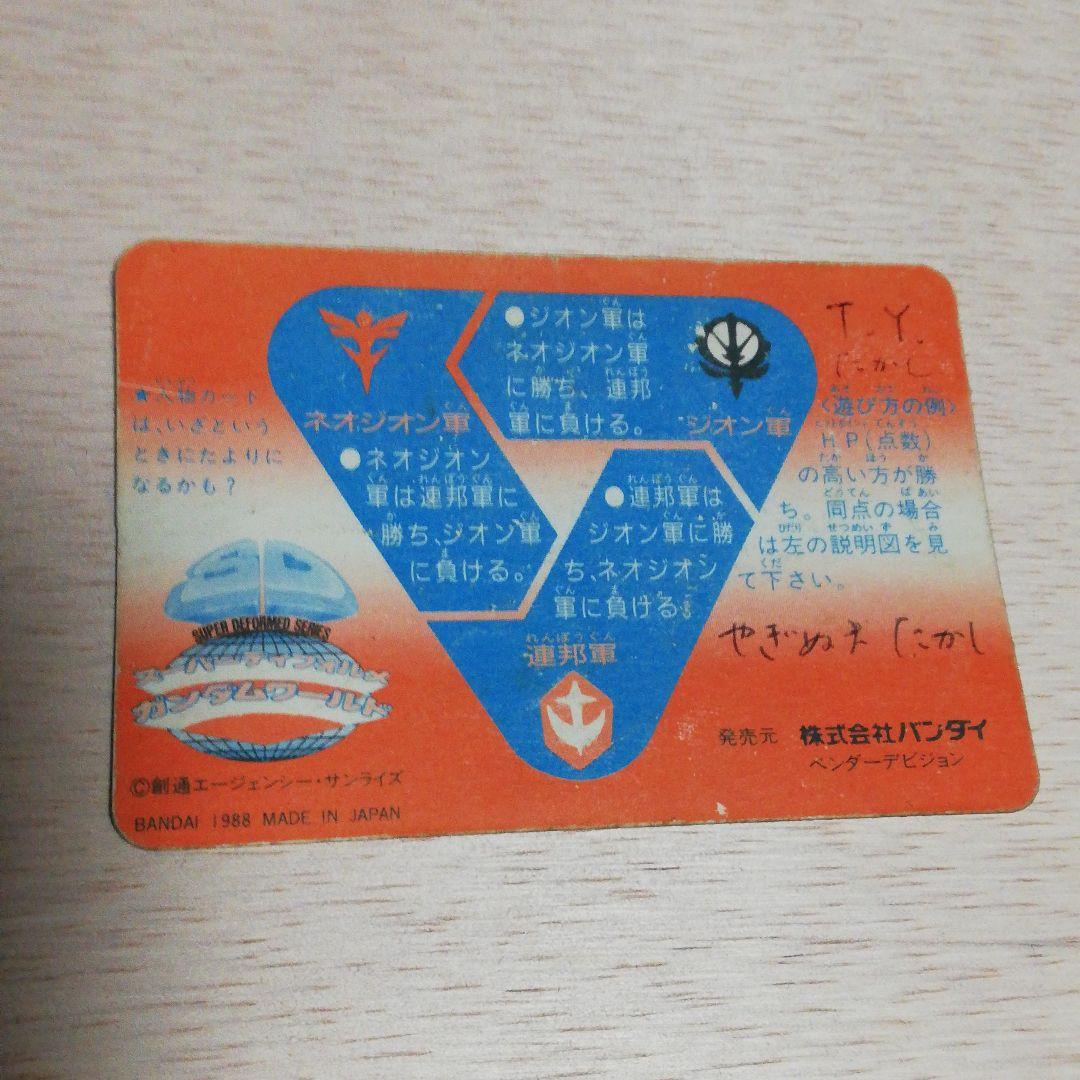 ★人物カード
は、いざという
ときにたよりに
なるかも?
ネオジオン軍
●ジオン軍は
ネオジオン軍
に勝ち、連邦
軍に負ける。
ジオン軍
●ネオジオン
軍は連邦軍に
勝ち、ジオン軍
に負ける。
●連邦軍は
ジオン軍に勝
ち、ネオジオン
軍に負ける。
連邦軍
T.Y.
たかし
〈遊び方の例〉
HP(点数)
の高い方が勝
ち。同点の場合
は左の説明図を見
て下さい。
やぎぬま たかし
SUPER DEFORMED SERIES
スーパーディフォルメ
ガンダムワールド
©創通エージェンシー・サンライズ
BANDAI 1988 MADE IN JAPAN
発売元 株式会社バンダイ
ベンダーデビジョン